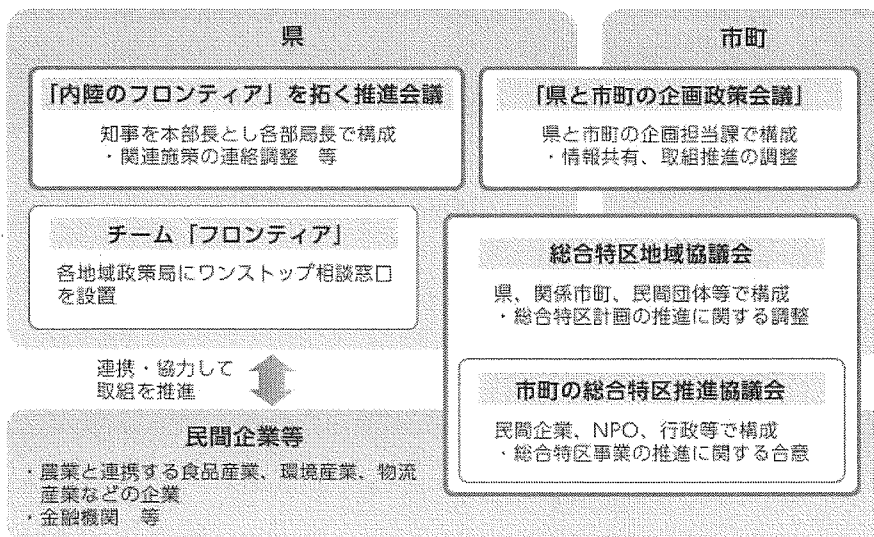 県
市町
「内陸のフロンティア」を拓く推進会議
知事を本部長とし各部局長で構成
・関連施策の連絡調整　等
「県と市町の企画政策会議」
県と市町の企画担当課で構成
・情報共有、取組推進の調整
チーム「フロンティア」
各地域政策局にワンストップ相談窓口
を設置
総合特区地域協議会
県、関係市町、民間団体等で構成
・総合特区計画の推進に関する調整
連携・協力して
取組を推進
市町の総合特区推進協議会
民間企業、NPO、行政等で構成
・総合特区事業の推進に関する合意
民間企業等
・農業と連携する食品産業、環境産業、物流
産業などの企業
・金融機関　等